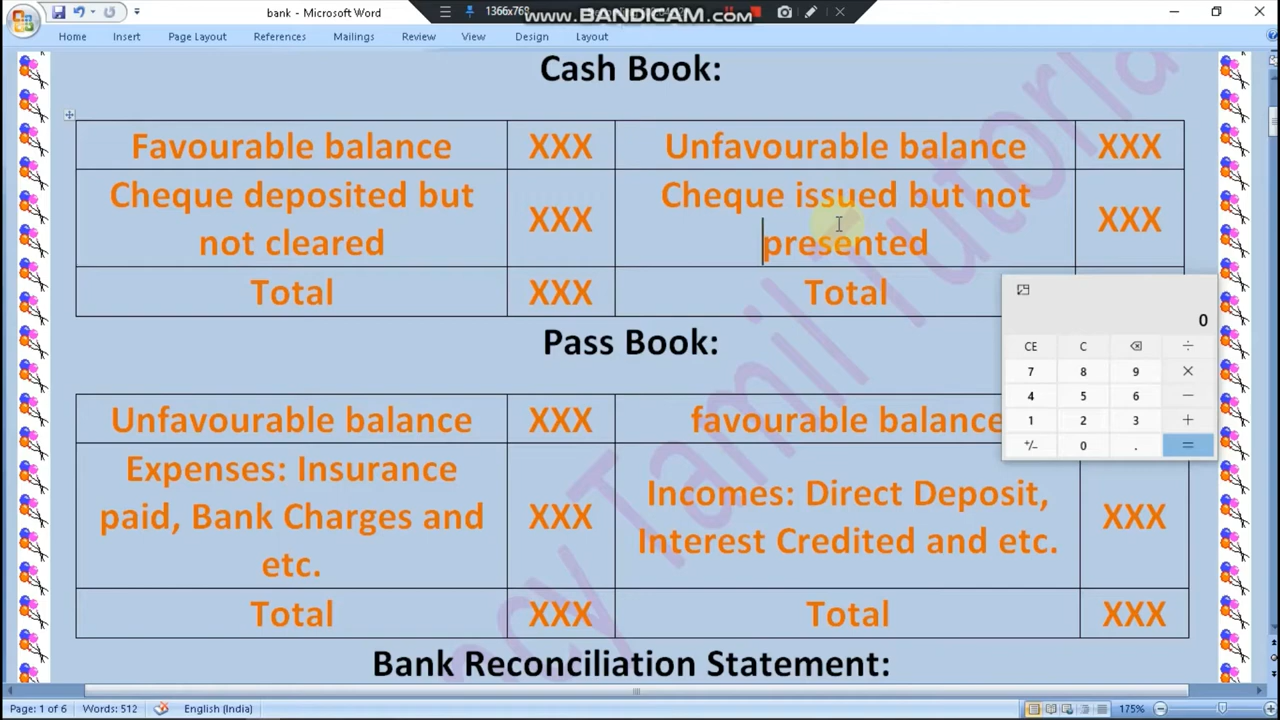 bank - Microsoft Word
1366x768
www.BANDICAM.com
Home Insert Page Layout References Mailings Review View Design Layout
Cash Book:
Favourable balance XXX Unfavourable balance XXX
Cheque deposited but not cleared XXX Cheque issued but not presented XXX
Total XXX Total
Pass Book:
Unfavourable balance XXX favourable balance
Expenses: Insurance paid, Bank Charges and etc. XXX Incomes: Direct Deposit, Interest Credited and etc. XXX
Total XXX Total XXX
Bank Reconciliation Statement:
0
CE C ÷
7 8 9 ×
4 5 6 −
1 2 3 +
+/- 0 . =
Tamil
Page: 1 of 6 Words: 512 English (India) 175%